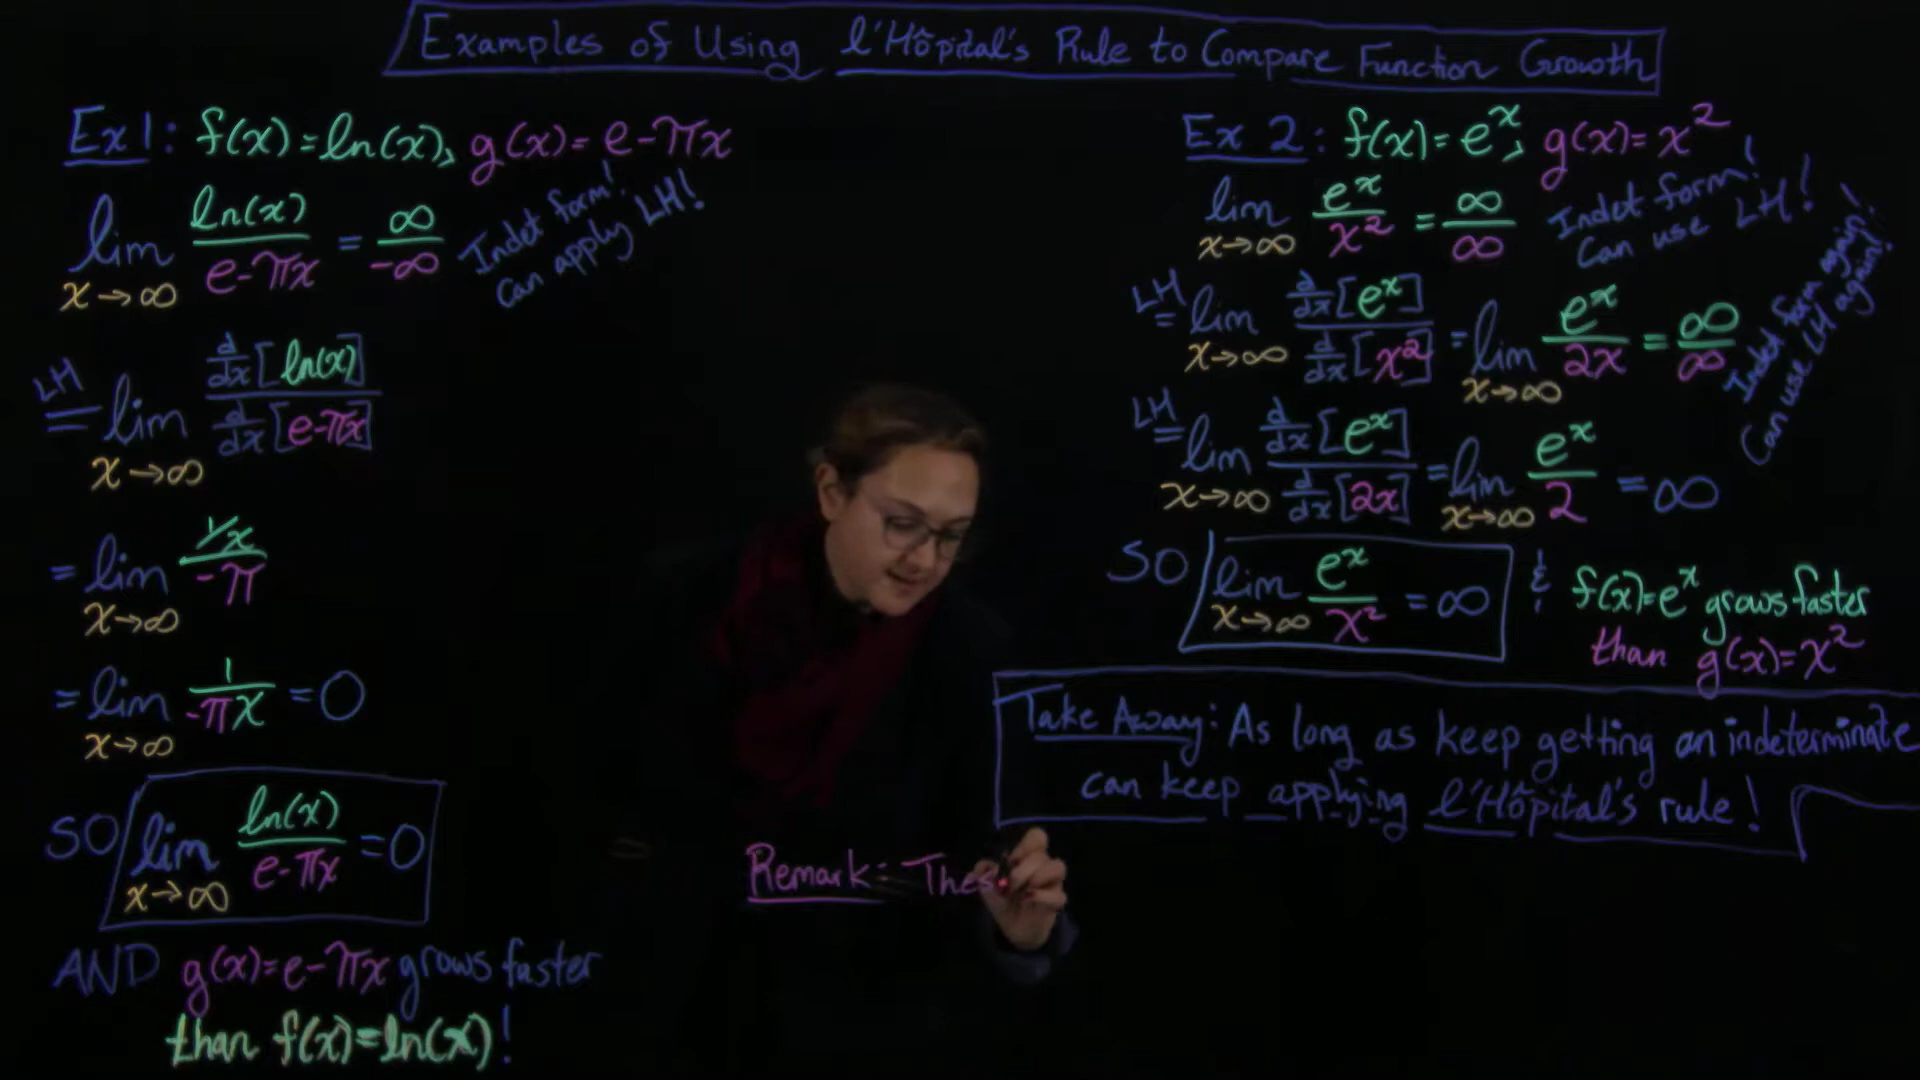 Examples of Using l'Hôpital's Rule to Compare Function Growth
Ex 1: f(x)=ln(x), g(x)=e-πx
lim x→∞ ln(x)/(e-πx) = ∞/-∞
Indet form!
can apply LH!
LH= lim x→∞ d/dx[ln(x)] / d/dx[e-πx]
= lim x→∞ (1/x)/-π
= lim x→∞ 1/(-πx) = 0
SO lim x→∞ ln(x)/(e-πx) = 0
AND g(x)=e-πx grows faster
than f(x)=ln(x)!
Ex 2: f(x)=e^x, g(x)=x^2
lim x→∞ e^x/x^2 = ∞/∞
Indet form!
Can use LH!
LH= lim x→∞ d/dx[e^x] / d/dx[x^2] = lim x→∞ e^x/2x = ∞/∞
Indet form again!
Can use LH again!
LH= lim x→∞ d/dx[e^x] / d/dx[2x] = lim x→∞ e^x/2 = ∞
SO lim x→∞ e^x/x^2 = ∞ & f(x)=e^x grows faster
than g(x)=x^2
Take Away: As long as keep getting an indeterminate
can keep applying l'Hôpital's rule!
Remark: Thes